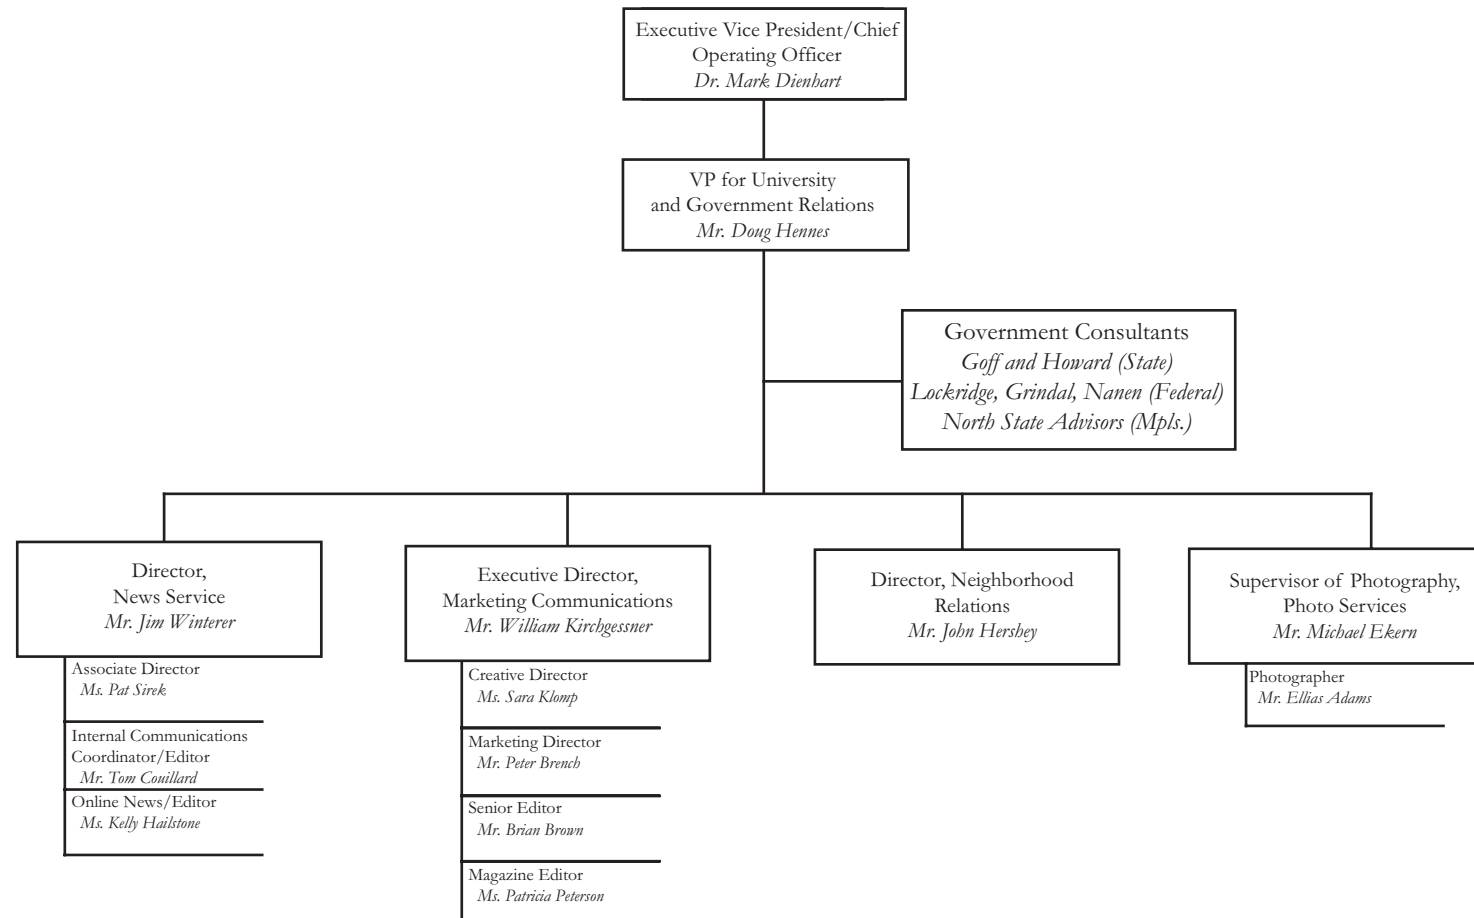 Executive Vice President/Chief
Operating Officer
Dr. Mark Dienhart
VP for University
and Government Relations
Mr. Doug Hennes
Government Consultants
Goff and Howard (State)
Lockridge, Grindal, Nanen (Federal)
North State Advisors (Mpls.)
Director,
News Service
Mr. Jim Winterer
Associate Director
Ms. Pat Sirek
Internal Communications
Coordinator/Editor
Mr. Tom Couillard
Online News/Editor
Ms. Kelly Hailstone
Executive Director,
Marketing Communications
Mr. William Kirchgessner
Creative Director
Ms. Sara Klomp
Marketing Director
Mr. Peter Brench
Senior Editor
Mr. Brian Brown
Magazine Editor
Ms. Patricia Peterson
Director, Neighborhood
Relations
Mr. John Hershey
Supervisor of Photography,
Photo Services
Mr. Michael Ekern
Photographer
Mr. Ellias Adams